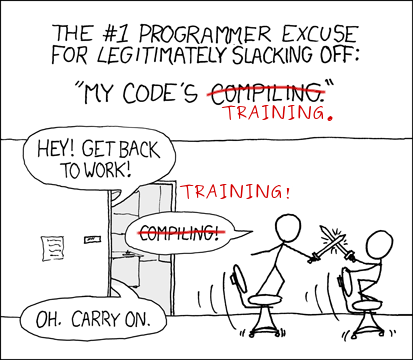 THE #1 PROGRAMMER EXCUSE
FOR LEGITIMATELY SLACKING OFF:
"MY CODE'S COMPILING."
TRAINING.
HEY! GET BACK
TO WORK!
TRAINING!
COMPILING!
OH. CARRY ON.